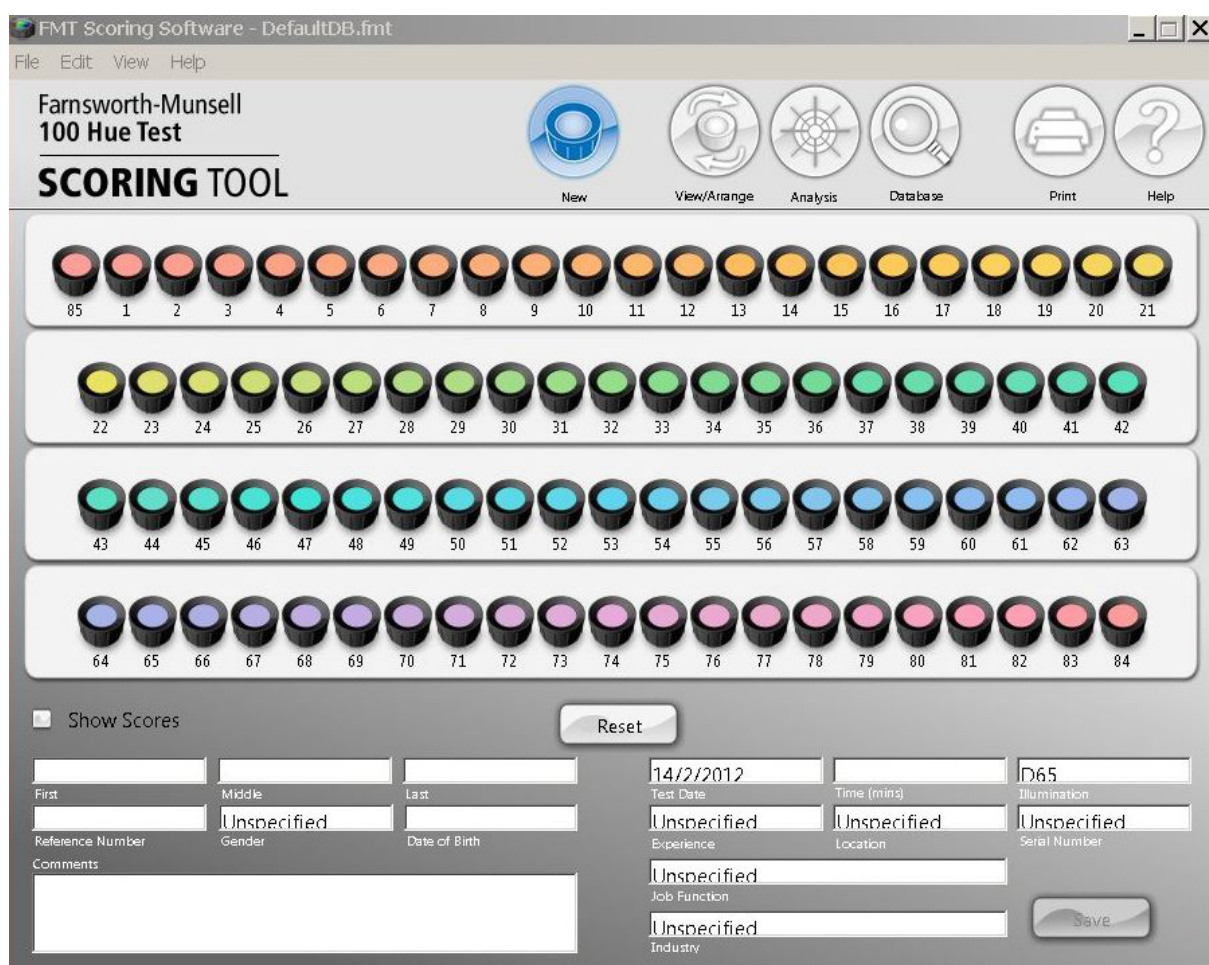 FMT Scoring Software - DefaultDB.fmt
File Edit View Help
Farnsworth-Munsell
100 Hue Test
SCORING TOOL
New View/Arrange Analysis Database Print Help
85 1 2 3 4 5 6 7 8 9 10 11 12 13 14 15 16 17 18 19 20 21
22 23 24 25 26 27 28 29 30 31 32 33 34 35 36 37 38 39 40 41 42
43 44 45 46 47 48 49 50 51 52 53 54 55 56 57 58 59 60 61 62 63
64 65 66 67 68 69 70 71 72 73 74 75 76 77 78 79 80 81 82 83 84
Show Scores Reset
14/2/2012 D65
First Middle Last Test Date Time (mins) Illumination
Unspecified Unspecified Unspecified Unspecified
Reference Number Gender Date of Birth Experience Location Serial Number
Comments
Unspecified
Job Function
Unspecified Save
Industry